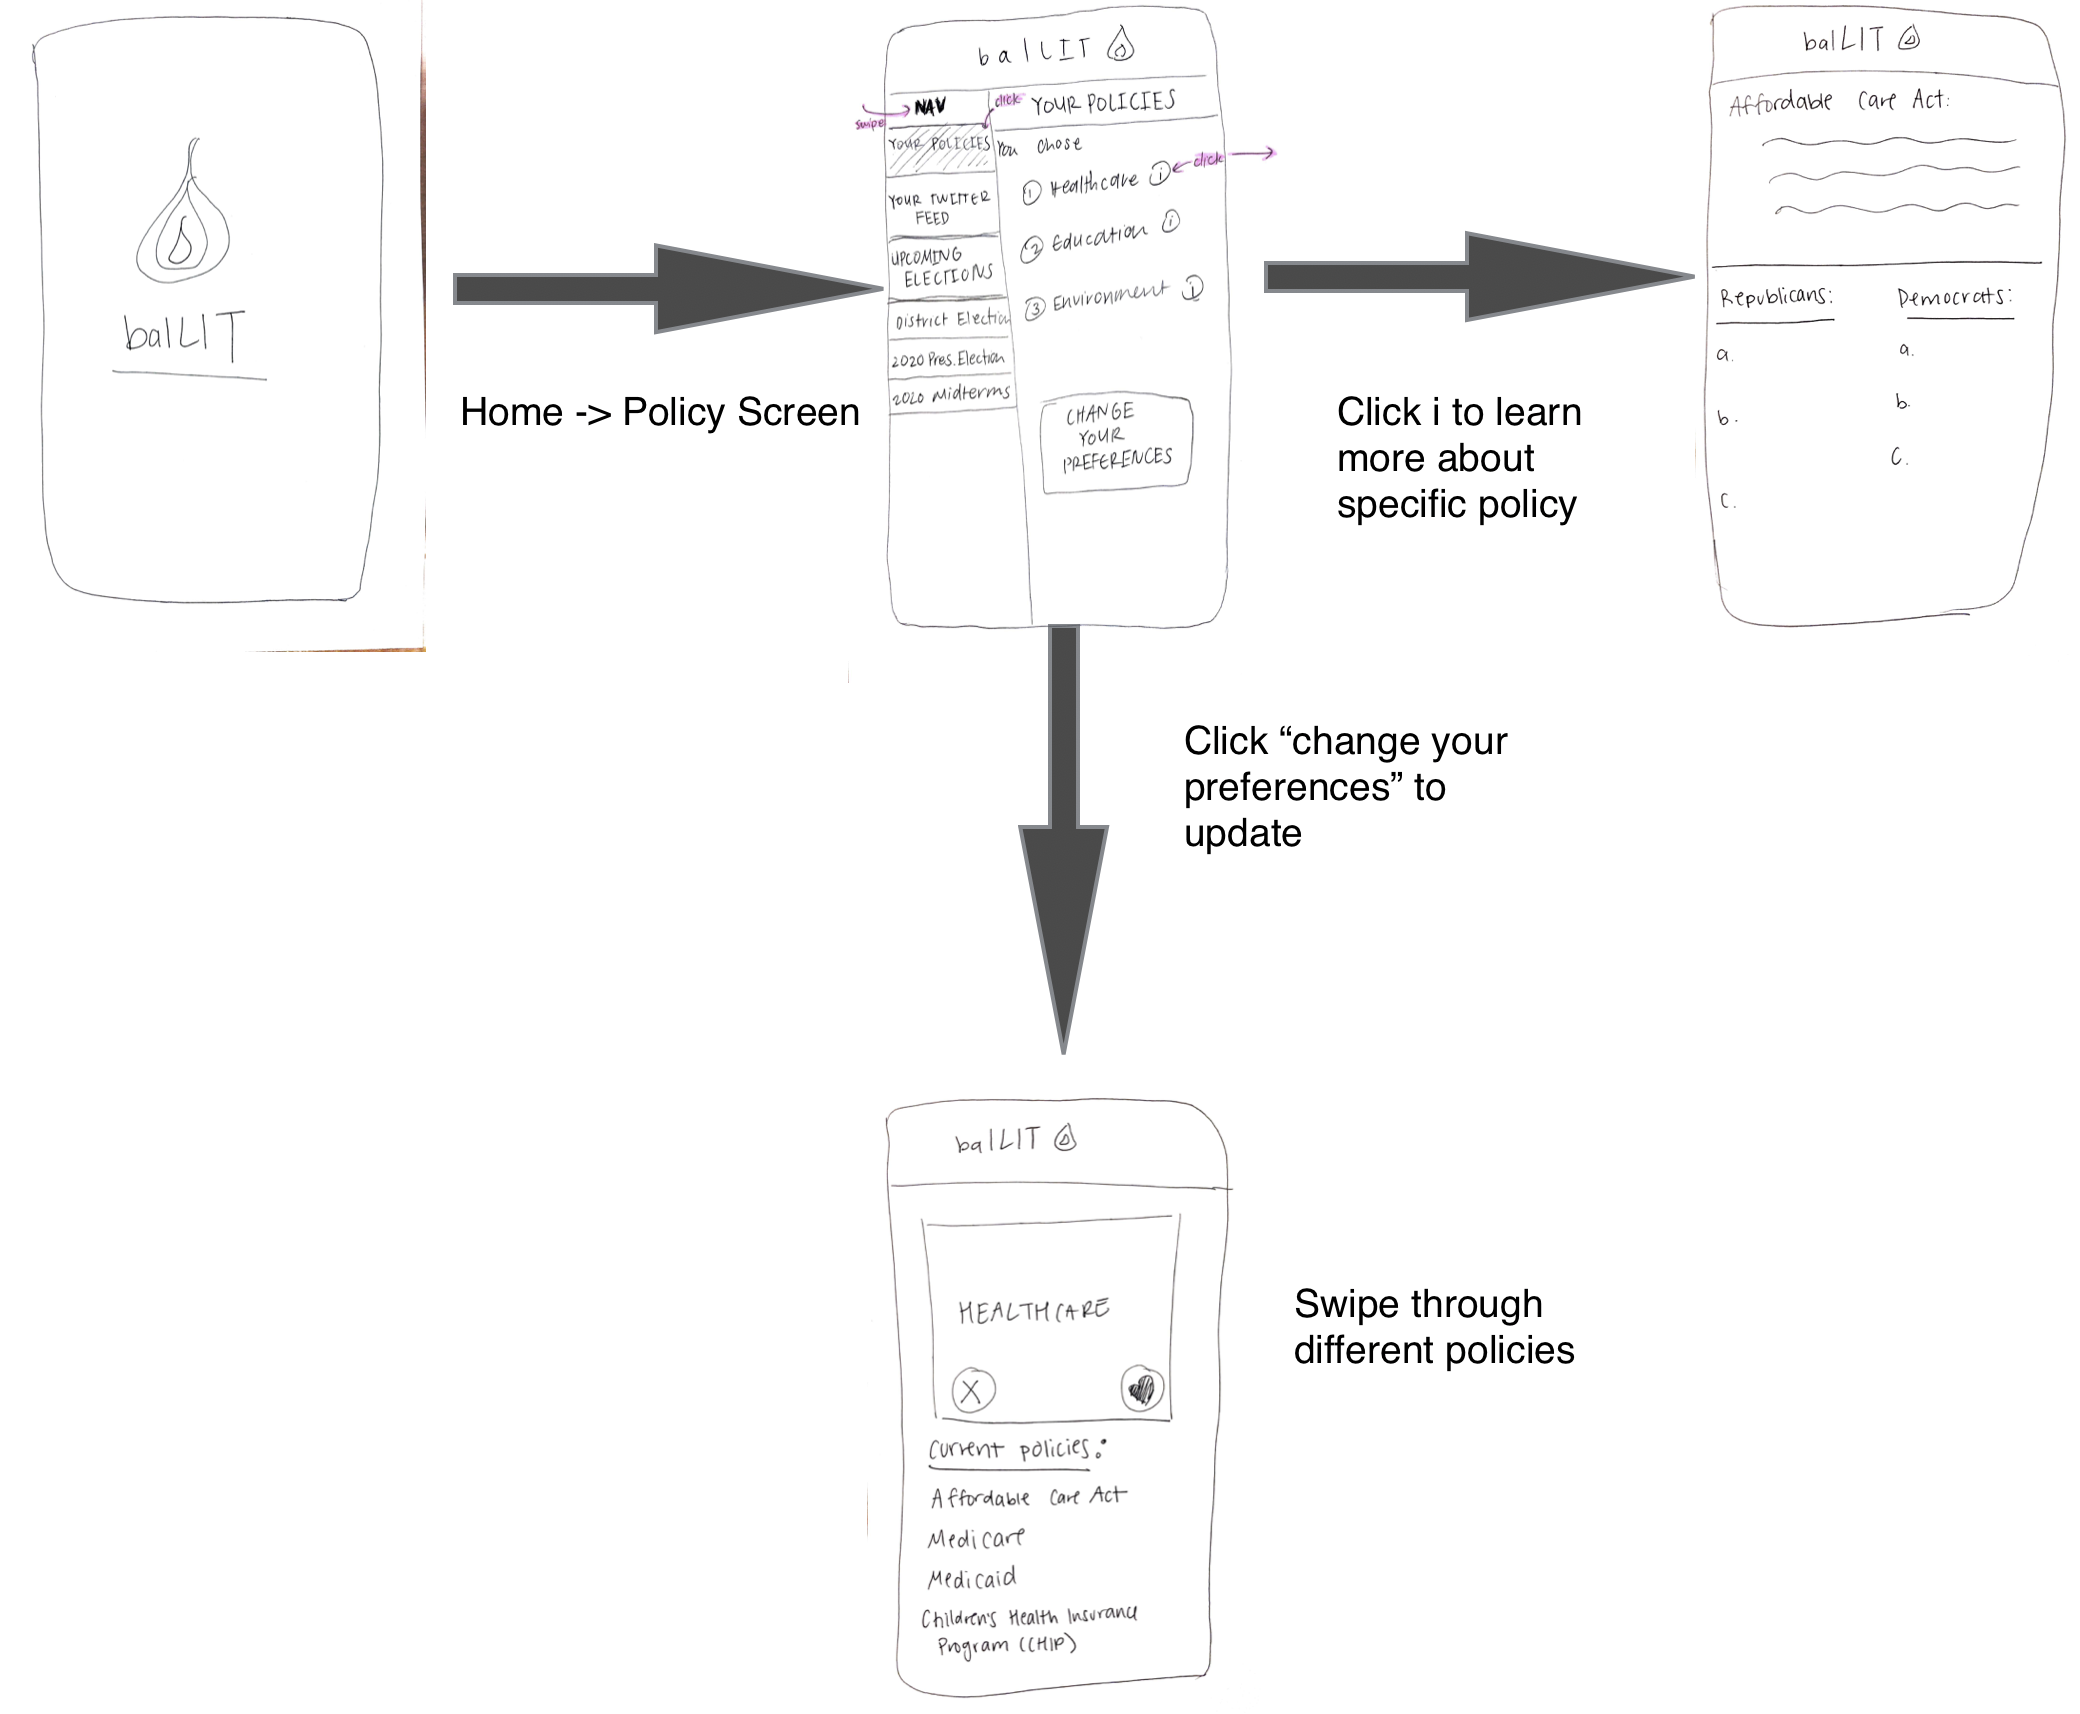 balLIT
Home -> Policy Screen
balLIT
swipe
NAV
click
YOUR POLICIES
YOUR TWITTER
FEED
UPCOMING
ELECTIONS
District Election
2020 Pres. Election
2020 Midterms
YOUR POLICIES
You chose
1 Healthcare i
click
2 Education i
3 Environment i
CHANGE
YOUR
PREFERENCES
Click i to learn
more about
specific policy
balLIT
Affordable Care Act:
Republicans:
a.
b.
c.
Democrats:
a.
b.
c.
Click “change your
preferences” to
update
balLIT
HEALTHCARE
X
Current policies:
Affordable Care Act
Medicare
Medicaid
Children's Health Insurance
Program (CHIP)
Swipe through
different policies